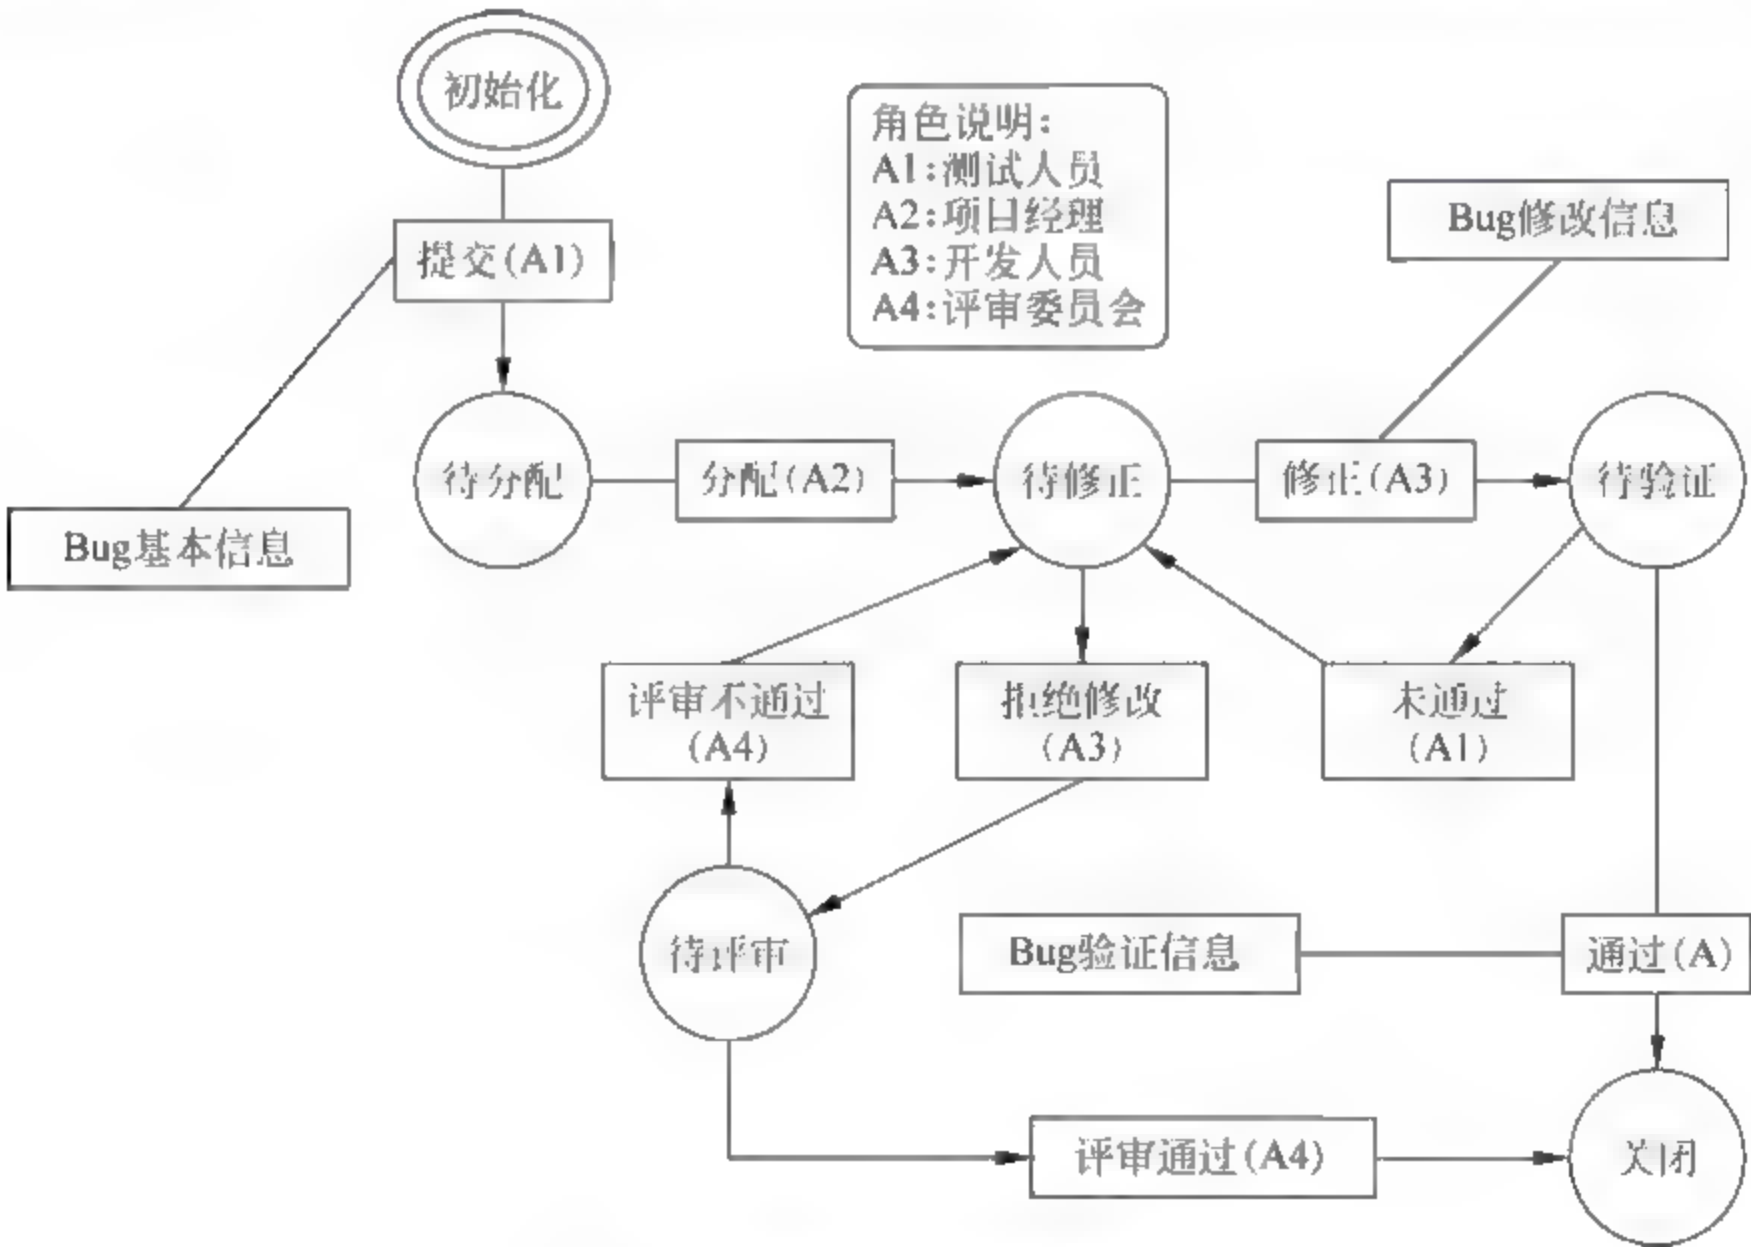 初始化
角色说明:
A1:测试人员
A2:项目经理
A3:开发人员
A4:评审委员会
Bug修改信息
提交(A1)
待分配
分配(A2)
待修正
修正(A3)
待验证
Bug基本信息
评审不通过
(A4)
拒绝修改
(A3)
未通过
(A1)
待评审
Bug验证信息
通过(A)
评审通过(A4)
关闭